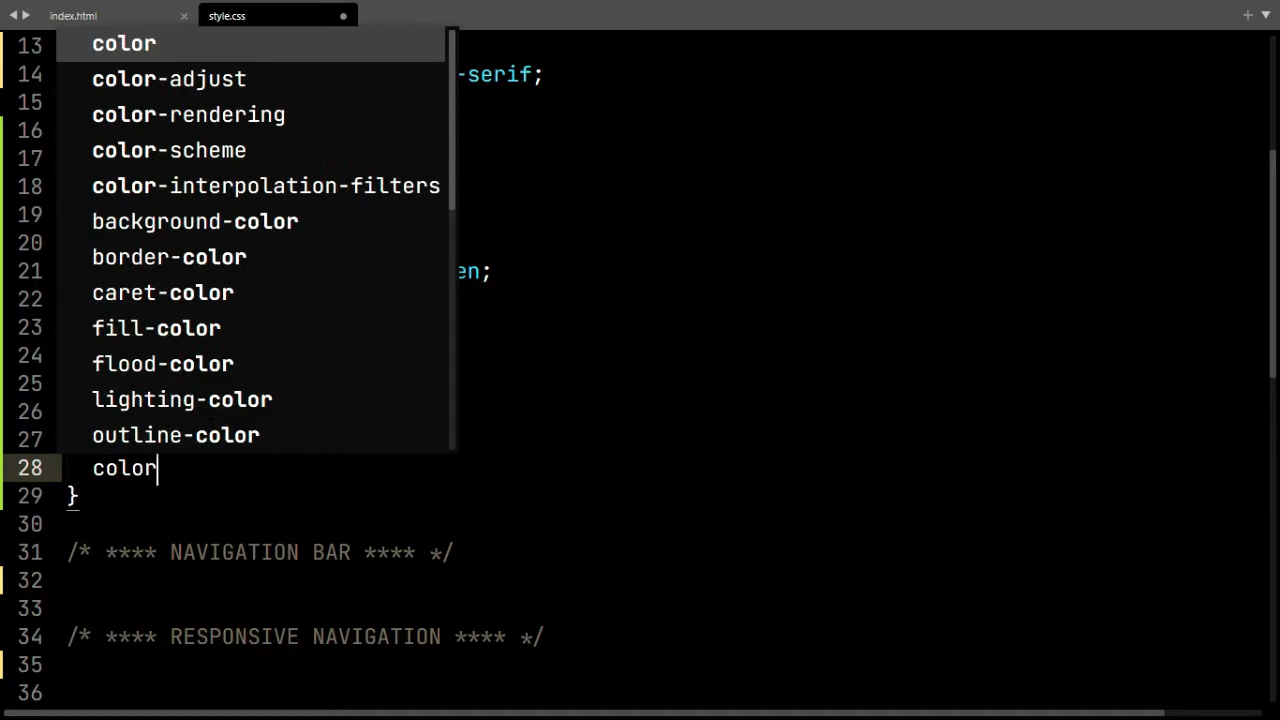 index.html
style.css
13
14 -serif;
15
16
17
18
19
20
21 en;
22
23
24
25
26
27
color
color-adjust
color-rendering
color-scheme
color-interpolation-filters
background-color
border-color
caret-color
fill-color
flood-color
lighting-color
outline-color
28 color
29 }
30
31 /* **** NAVIGATION BAR **** */
32
33
34 /* **** RESPONSIVE NAVIGATION **** */
35
36